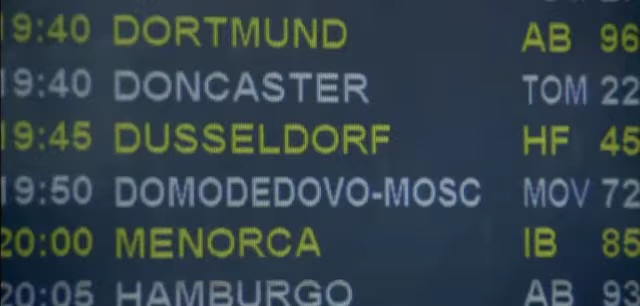 19:40 DORTMUND AB 96
19:40 DONCASTER TOM 22
19:45 DUSSELDORF HF 45
19:50 DOMODEDOVO-MOSC MOV 72
20:00 MENORCA IB 85
20:05 HAMBURGO AB 93